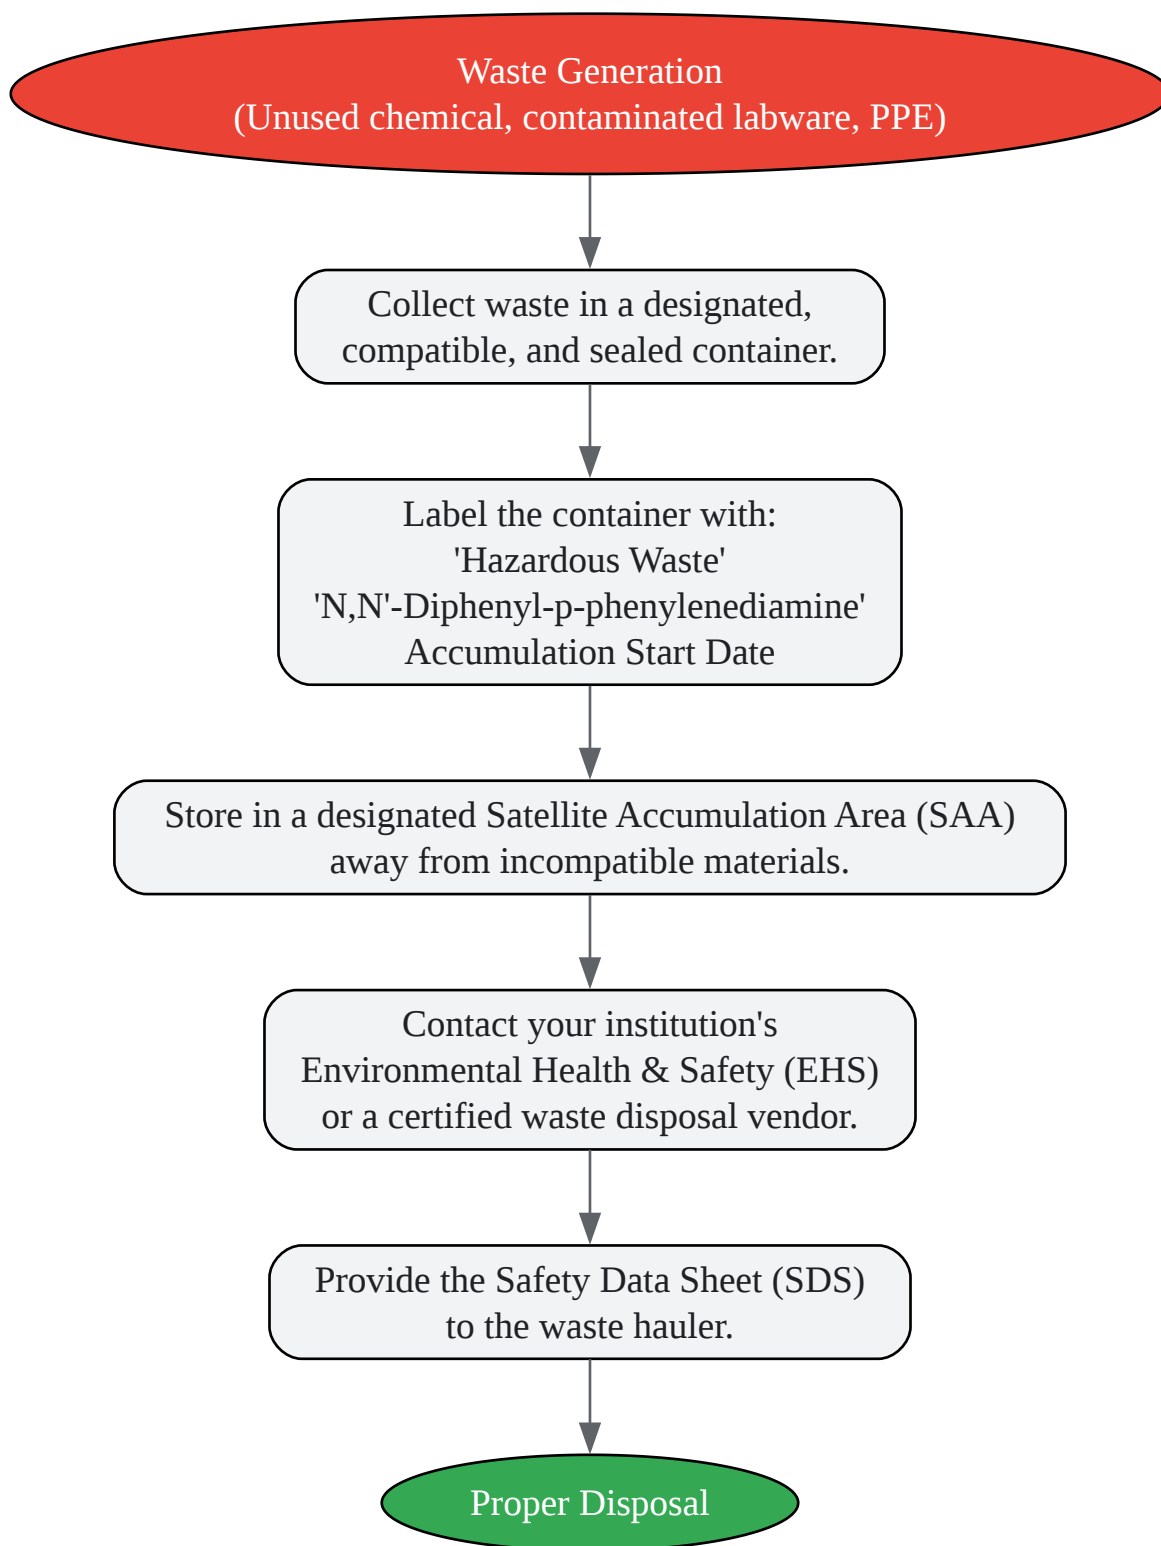 Waste Generation
(Unused chemical, contaminated labware, PPE)
Collect waste in a designated,
compatible, and sealed container.
Label the container with:
'Hazardous Waste'
'N,N'-Diphenyl-p-phenylenediamine'
Accumulation Start Date
Store in a designated Satellite Accumulation Area (SAA)
away from incompatible materials.
Contact your institution's
Environmental Health & Safety (EHS)
or a certified waste disposal vendor.
Provide the Safety Data Sheet (SDS)
to the waste hauler.
Proper Disposal